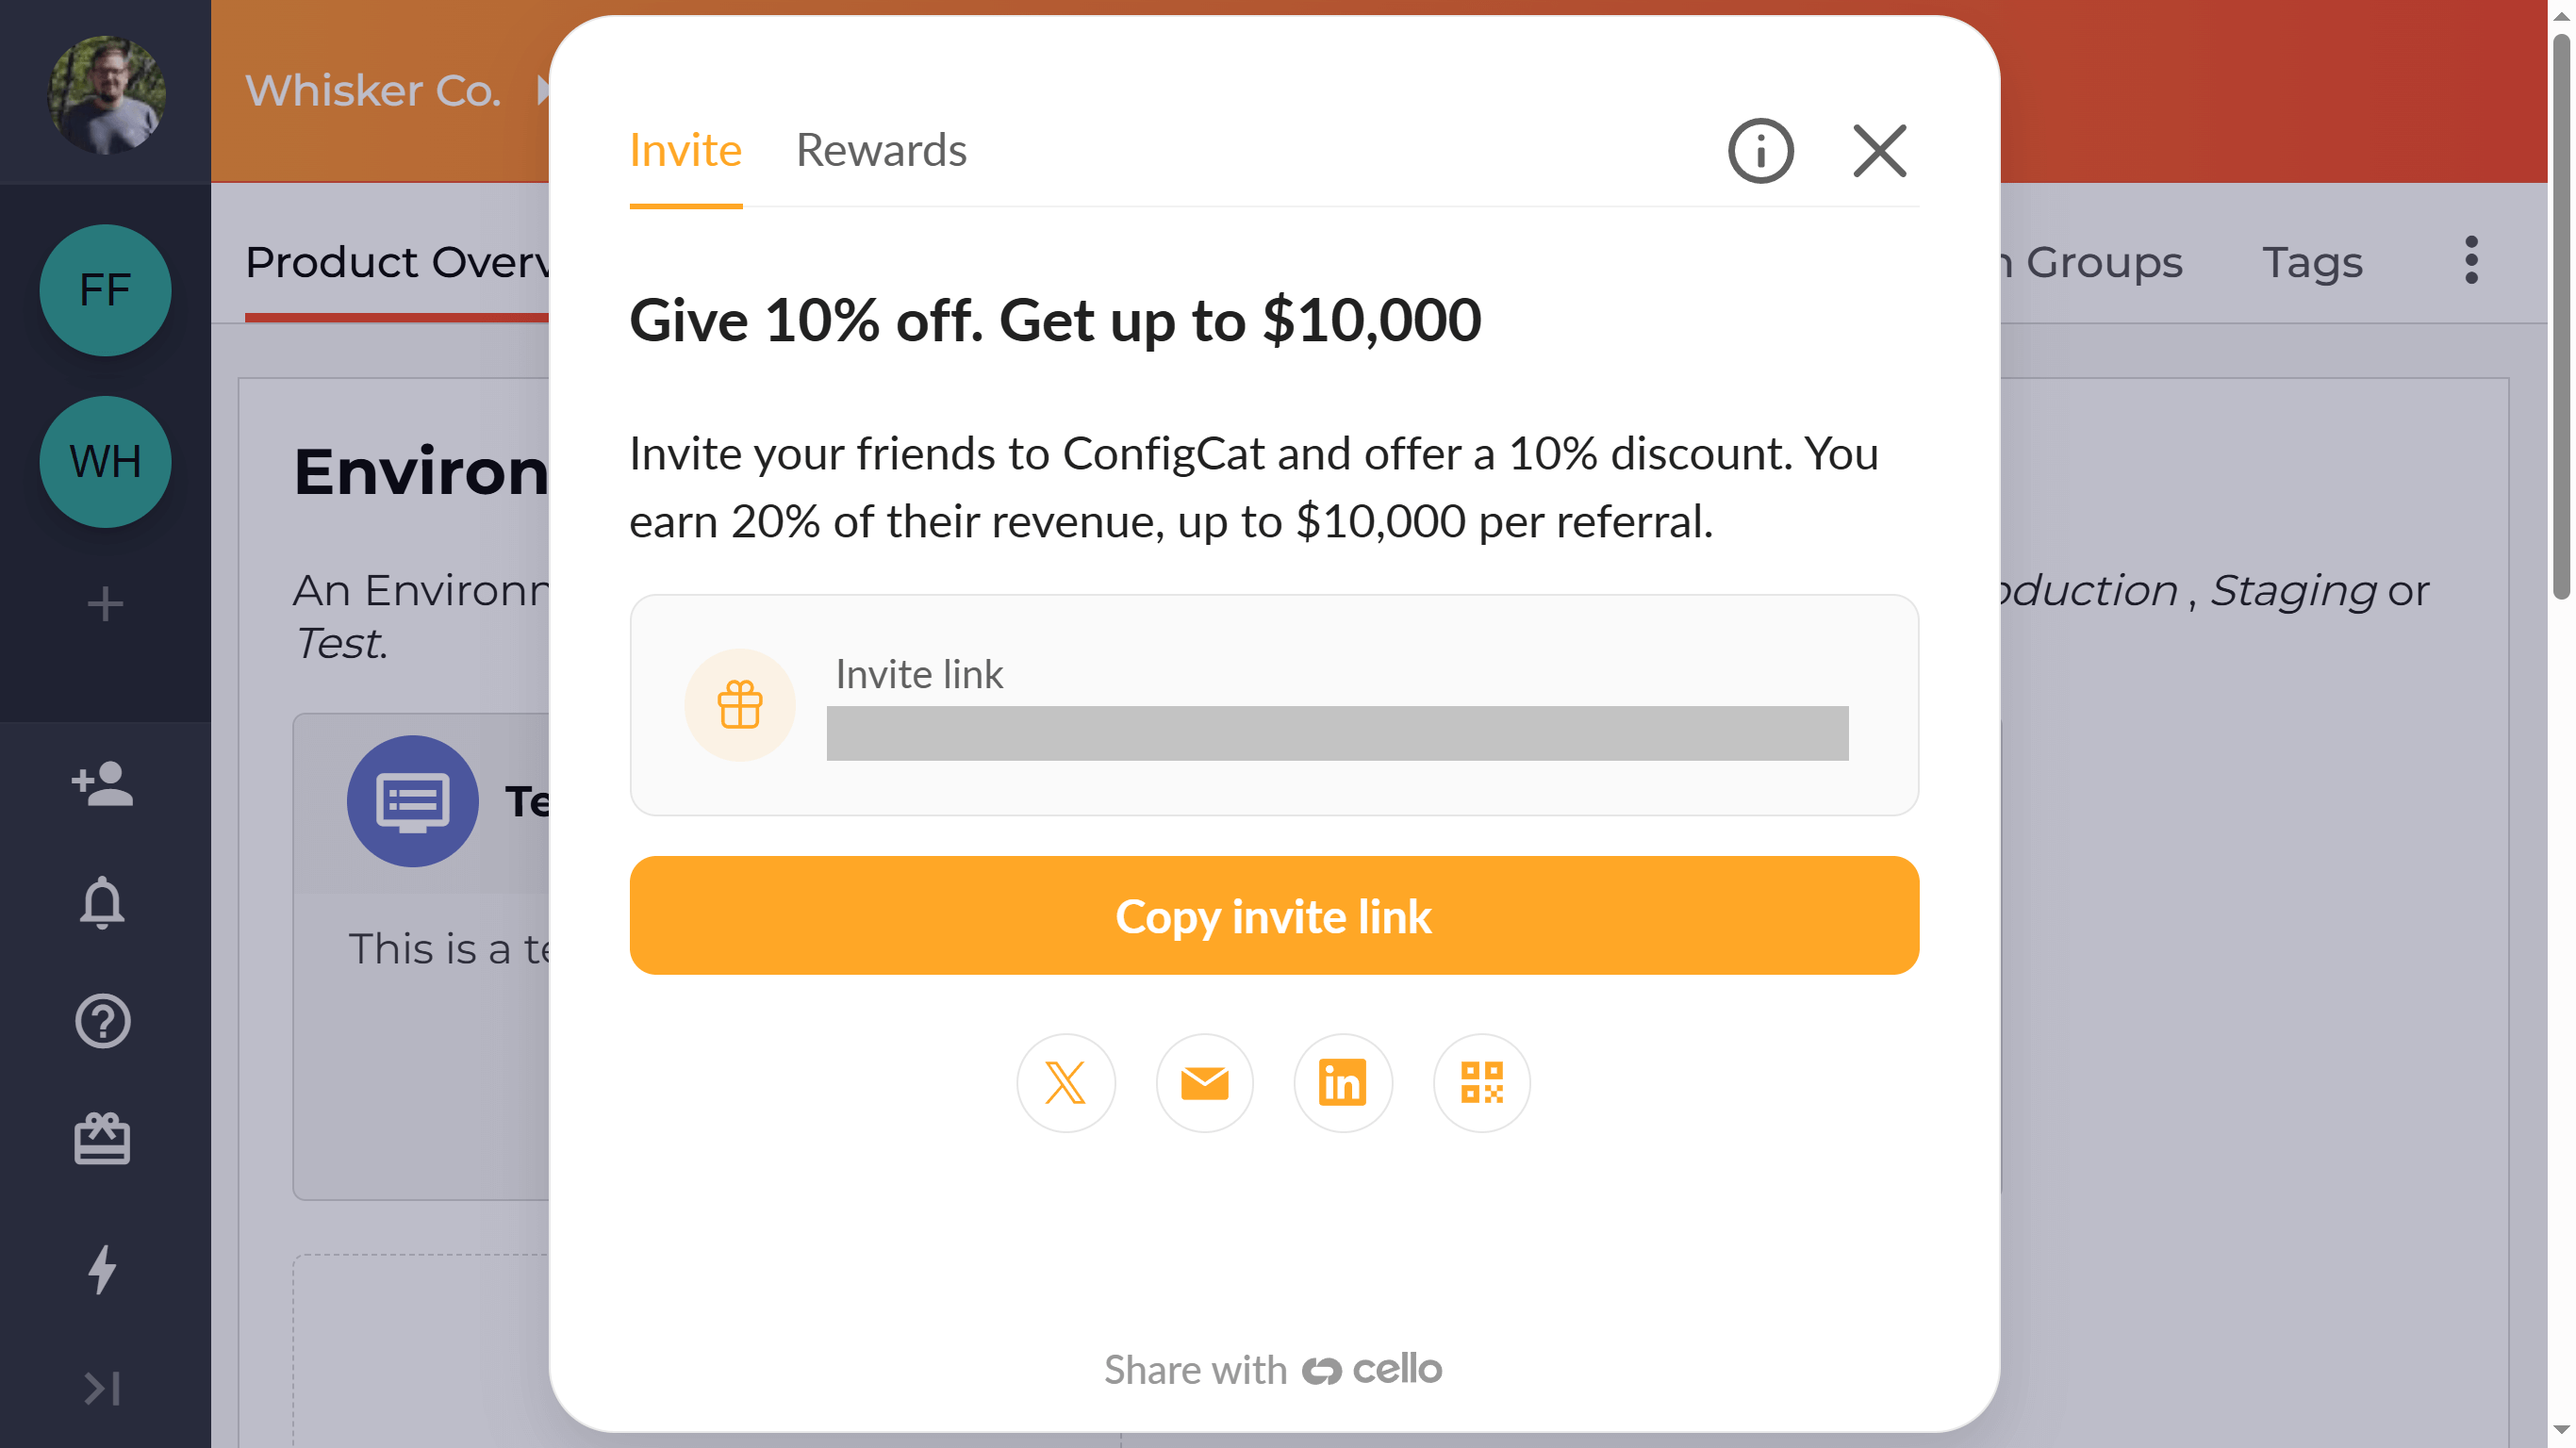 Whisker Co.
Invite
Rewards
FF
WH
Product Overv
n Groups
Tags
Give 10% off. Get up to $10,000
Environ
Invite your friends to ConfigCat and offer a 10% discount. You
earn 20% of their revenue, up to $10,000 per referral.
An Environ
oduction , Staging or
Test.
Invite link
Te
Copy invite link
This is a te
in
Share with cello